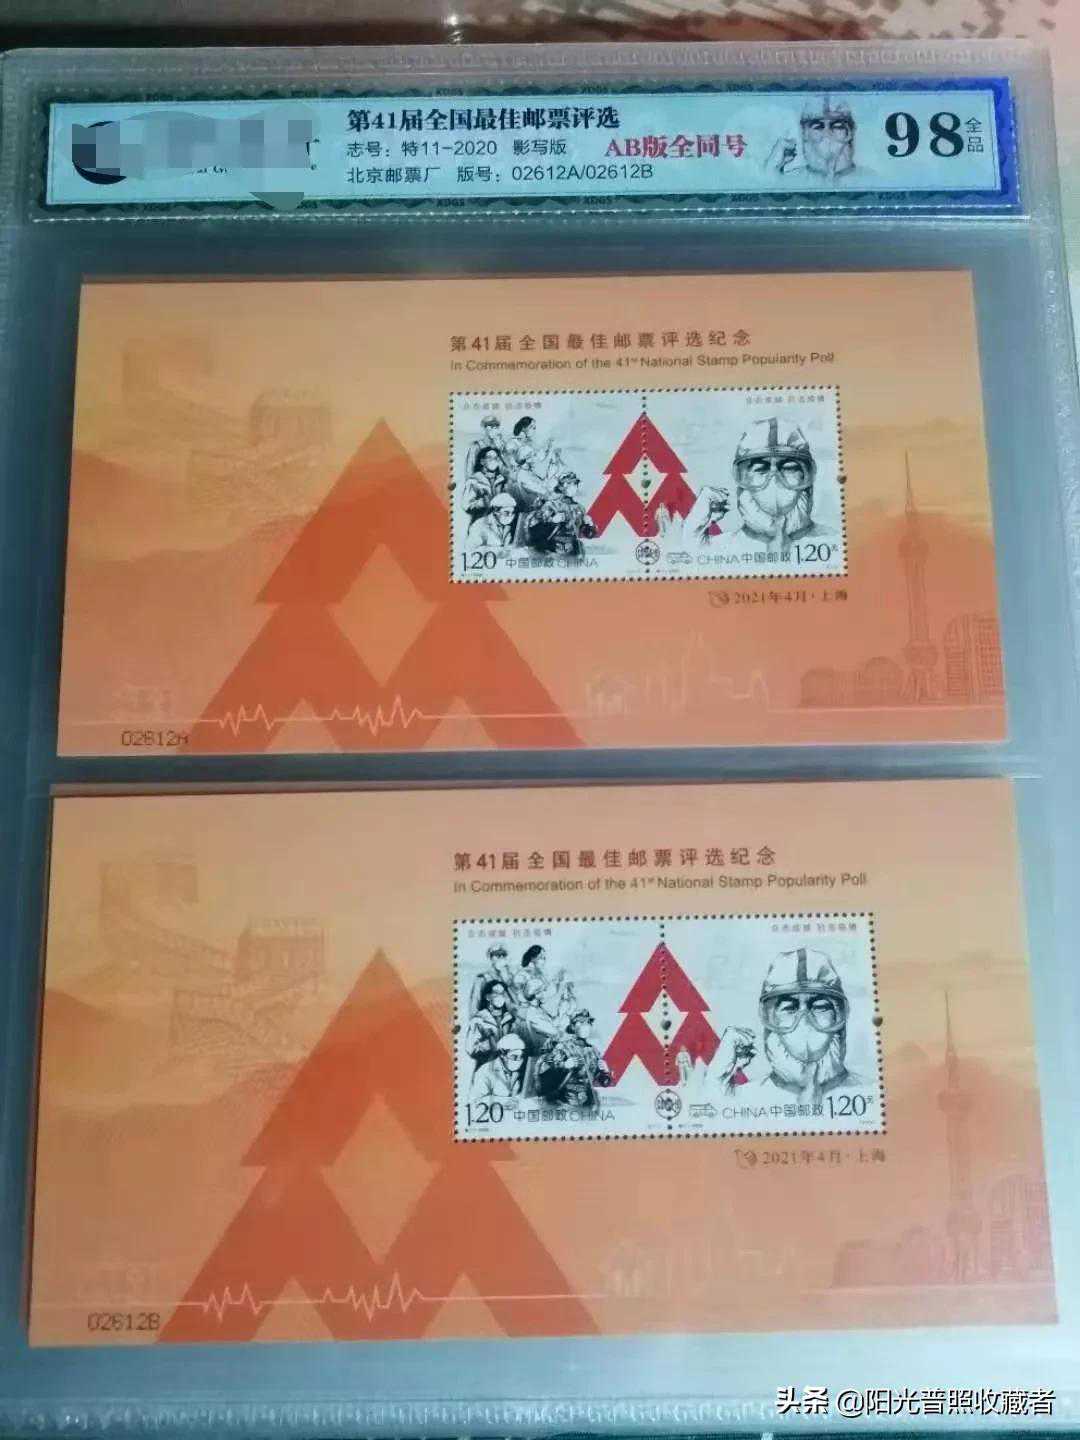 第41届全国最佳邮票评选
志号：特11-2020 影写版 AB版全同号
北京邮票厂 版号：02612A/02612B
98 全品
XDGS XDGS XDGS XDGS XDGS
第41届全国最佳邮票评选纪念
In Commemoration of the 41st National Stamp Popularity Poll
众志成城 抗击疫情
众志成城 抗击疫情
1.20元 中国邮政 CHINA
CHINA 中国邮政 1.20元
2021年4月·上海
02612A
第41届全国最佳邮票评选纪念
In Commemoration of the 41st National Stamp Popularity Poll
众志成城 抗击疫情
众志成城 抗击疫情
1.20元 中国邮政 CHINA
CHINA 中国邮政 1.20元
2021年4月·上海
02612B
头条 @阳光普照收藏者